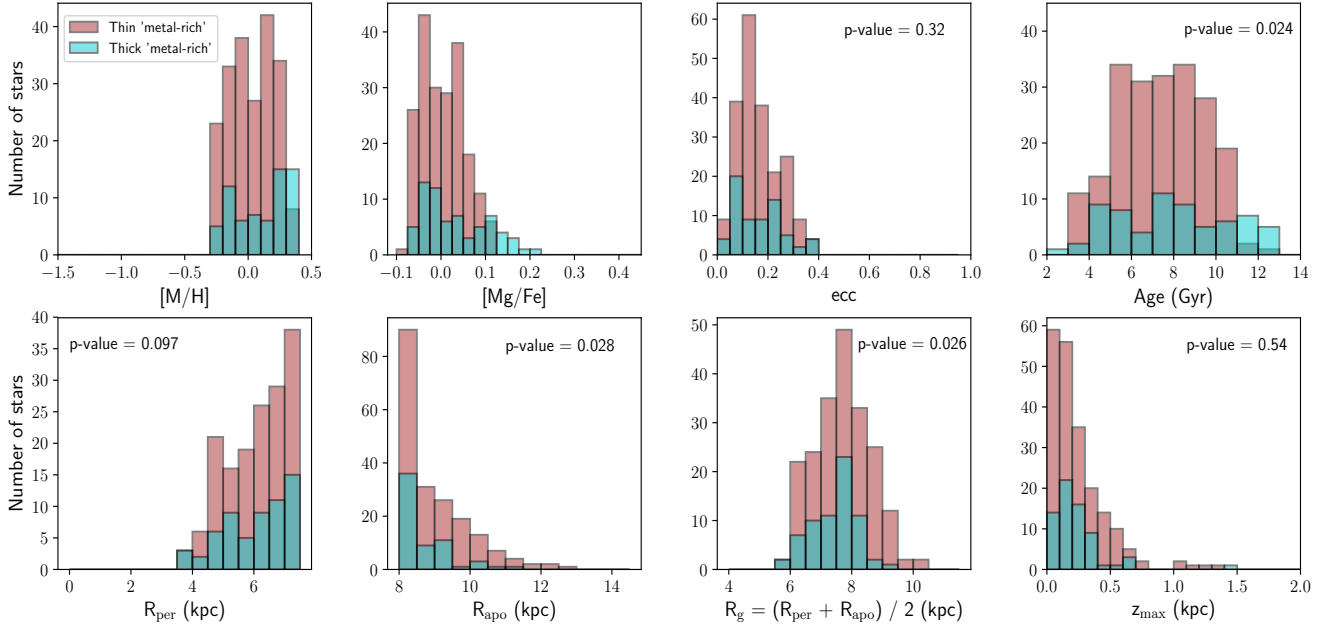 Thin 'metal-rich'
Thick 'metal-rich'
Number of stars
40
30
20
10
0
−1.5 −1.0 −0.5 0.0 0.5
[M/H]
40
30
20
10
0
−0.1 0.0 0.1 0.2 0.3 0.4
[Mg/Fe]
p-value = 0.32
60
50
40
30
20
10
0
0.0 0.2 0.4 0.6 0.8 1.0
ecc
p-value = 0.024
40
30
20
10
0
2 4 6 8 10 12 14
Age (Gyr)
p-value = 0.097
Number of stars
40
35
30
25
20
15
10
5
0
0 2 4 6
R_per (kpc)
p-value = 0.028
80
60
40
20
0
8 10 12 14
R_apo (kpc)
p-value = 0.026
50
40
30
20
10
0
4 6 8 10
R_g = (R_per + R_apo) / 2 (kpc)
p-value = 0.54
60
50
40
30
20
10
0
0.0 0.5 1.0 1.5 2.0
z_max (kpc)